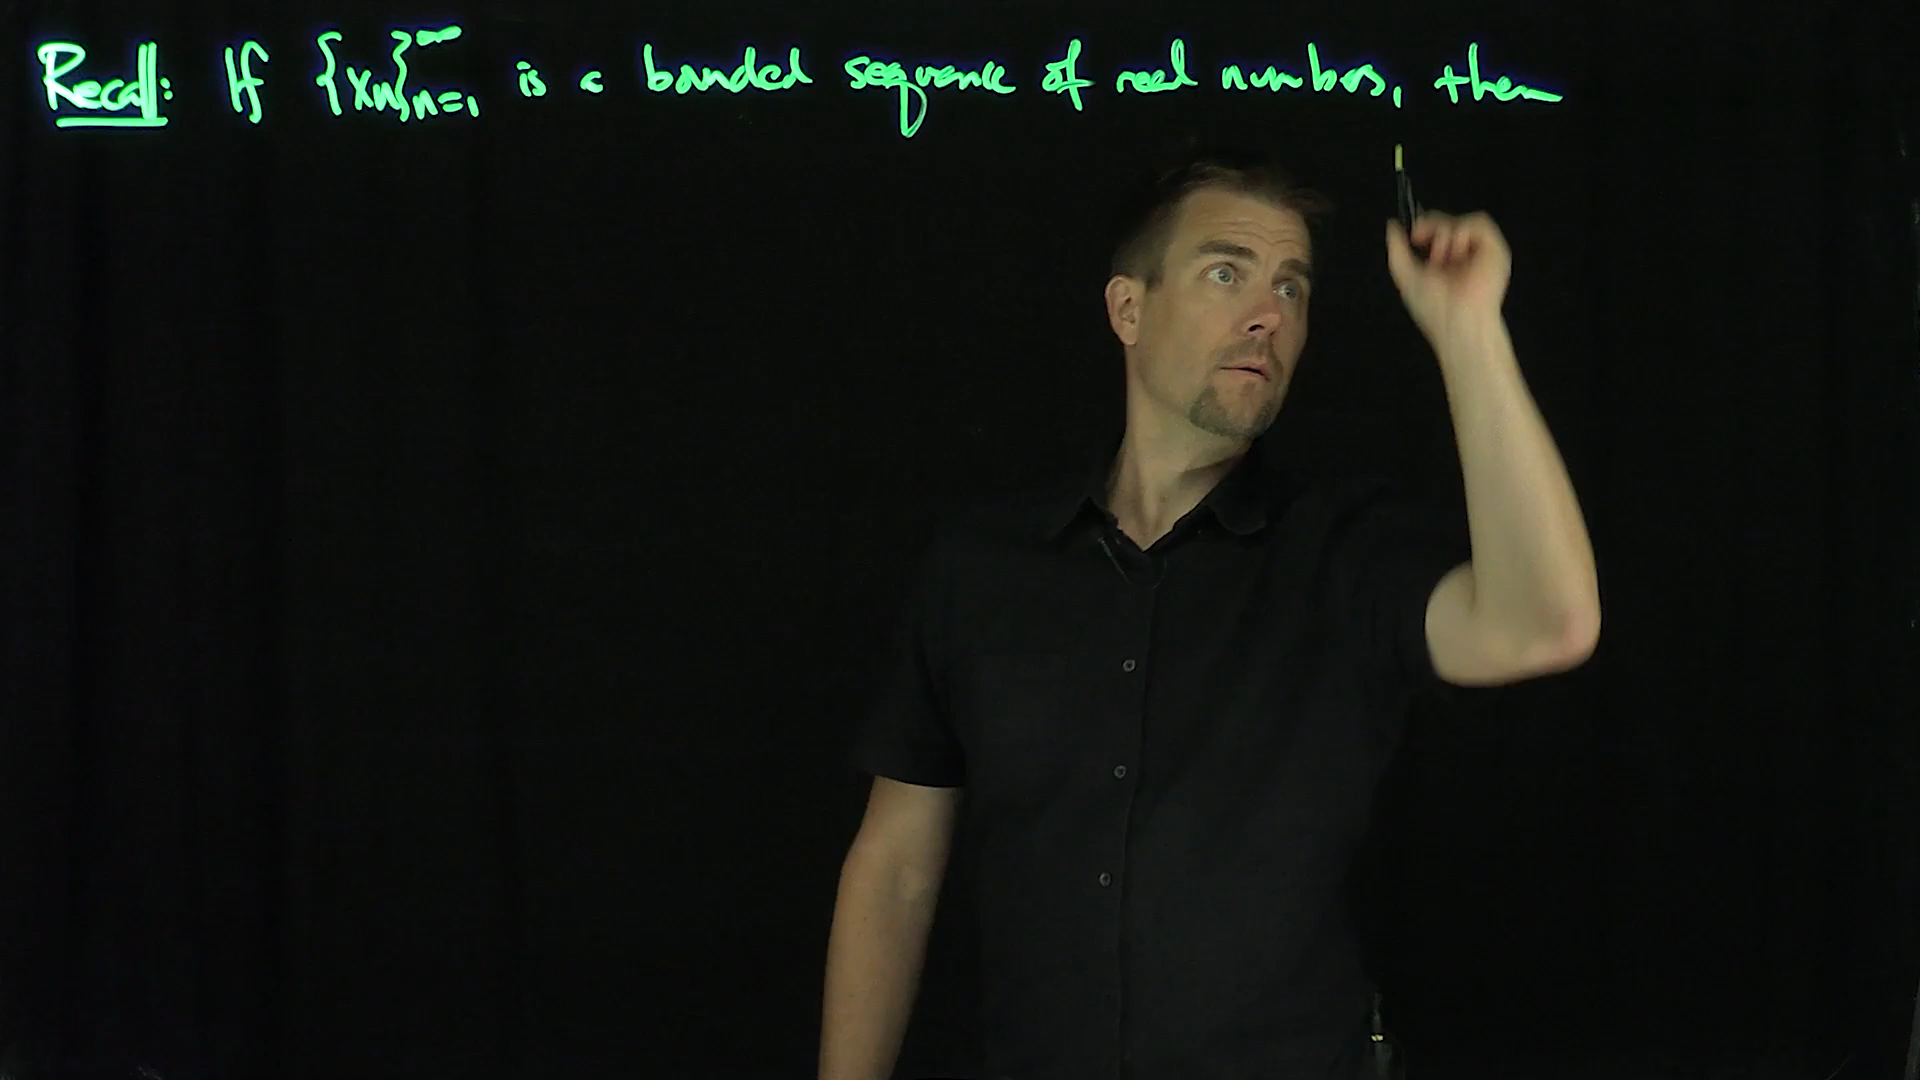 Recall: If {xn}∞n=1 is a bounded sequence of real numbers, then